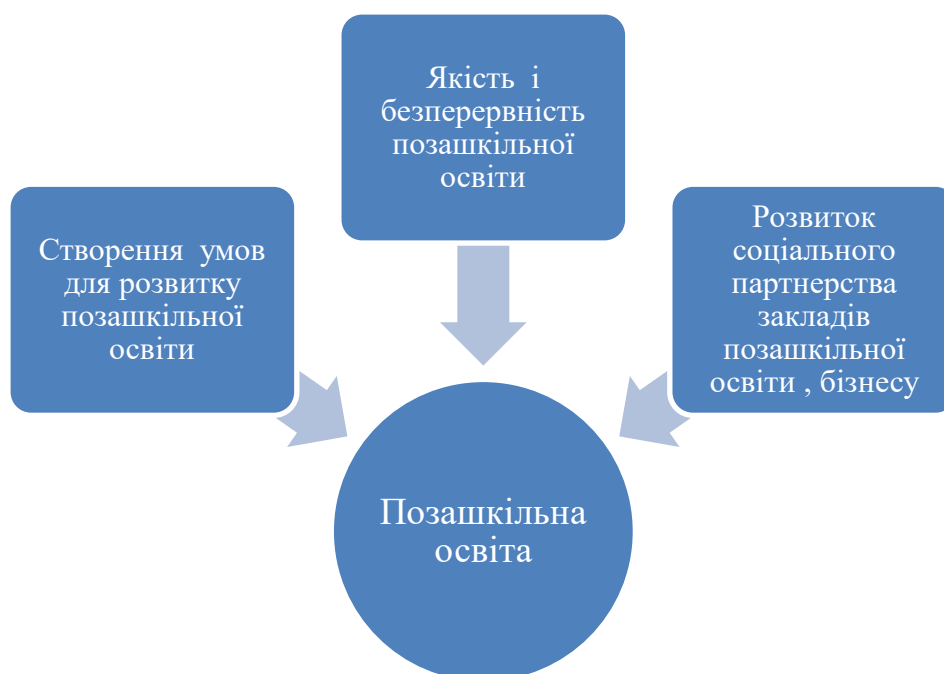 Якість і
безперервність
позашкільної
освіти
Створення умов
для розвитку
позашкільної
освіти
Розвиток
соціального
партнерства
закладів
позашкільної
освіти , бізнесу
Позашкільна
освіта